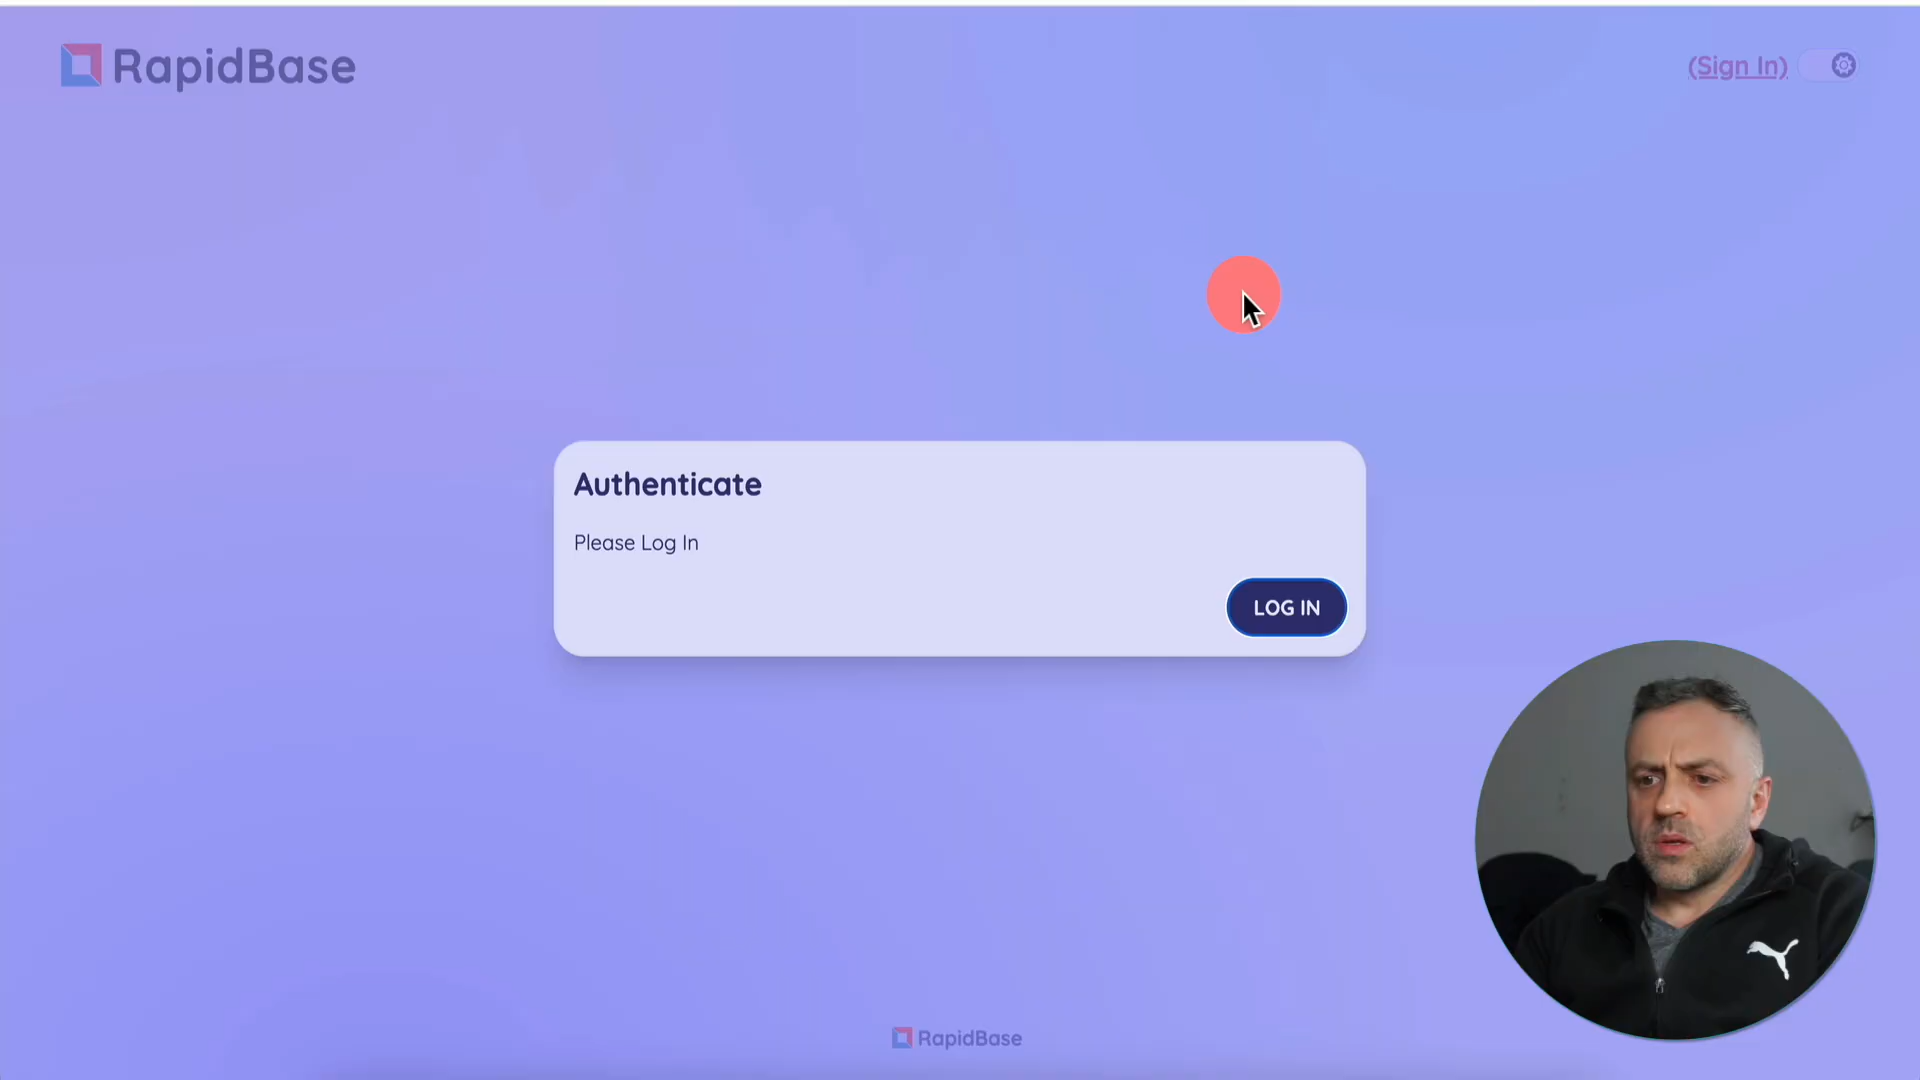 RapidBase
(Sign In)
Authenticate
Please Log In
LOG IN
RapidBase